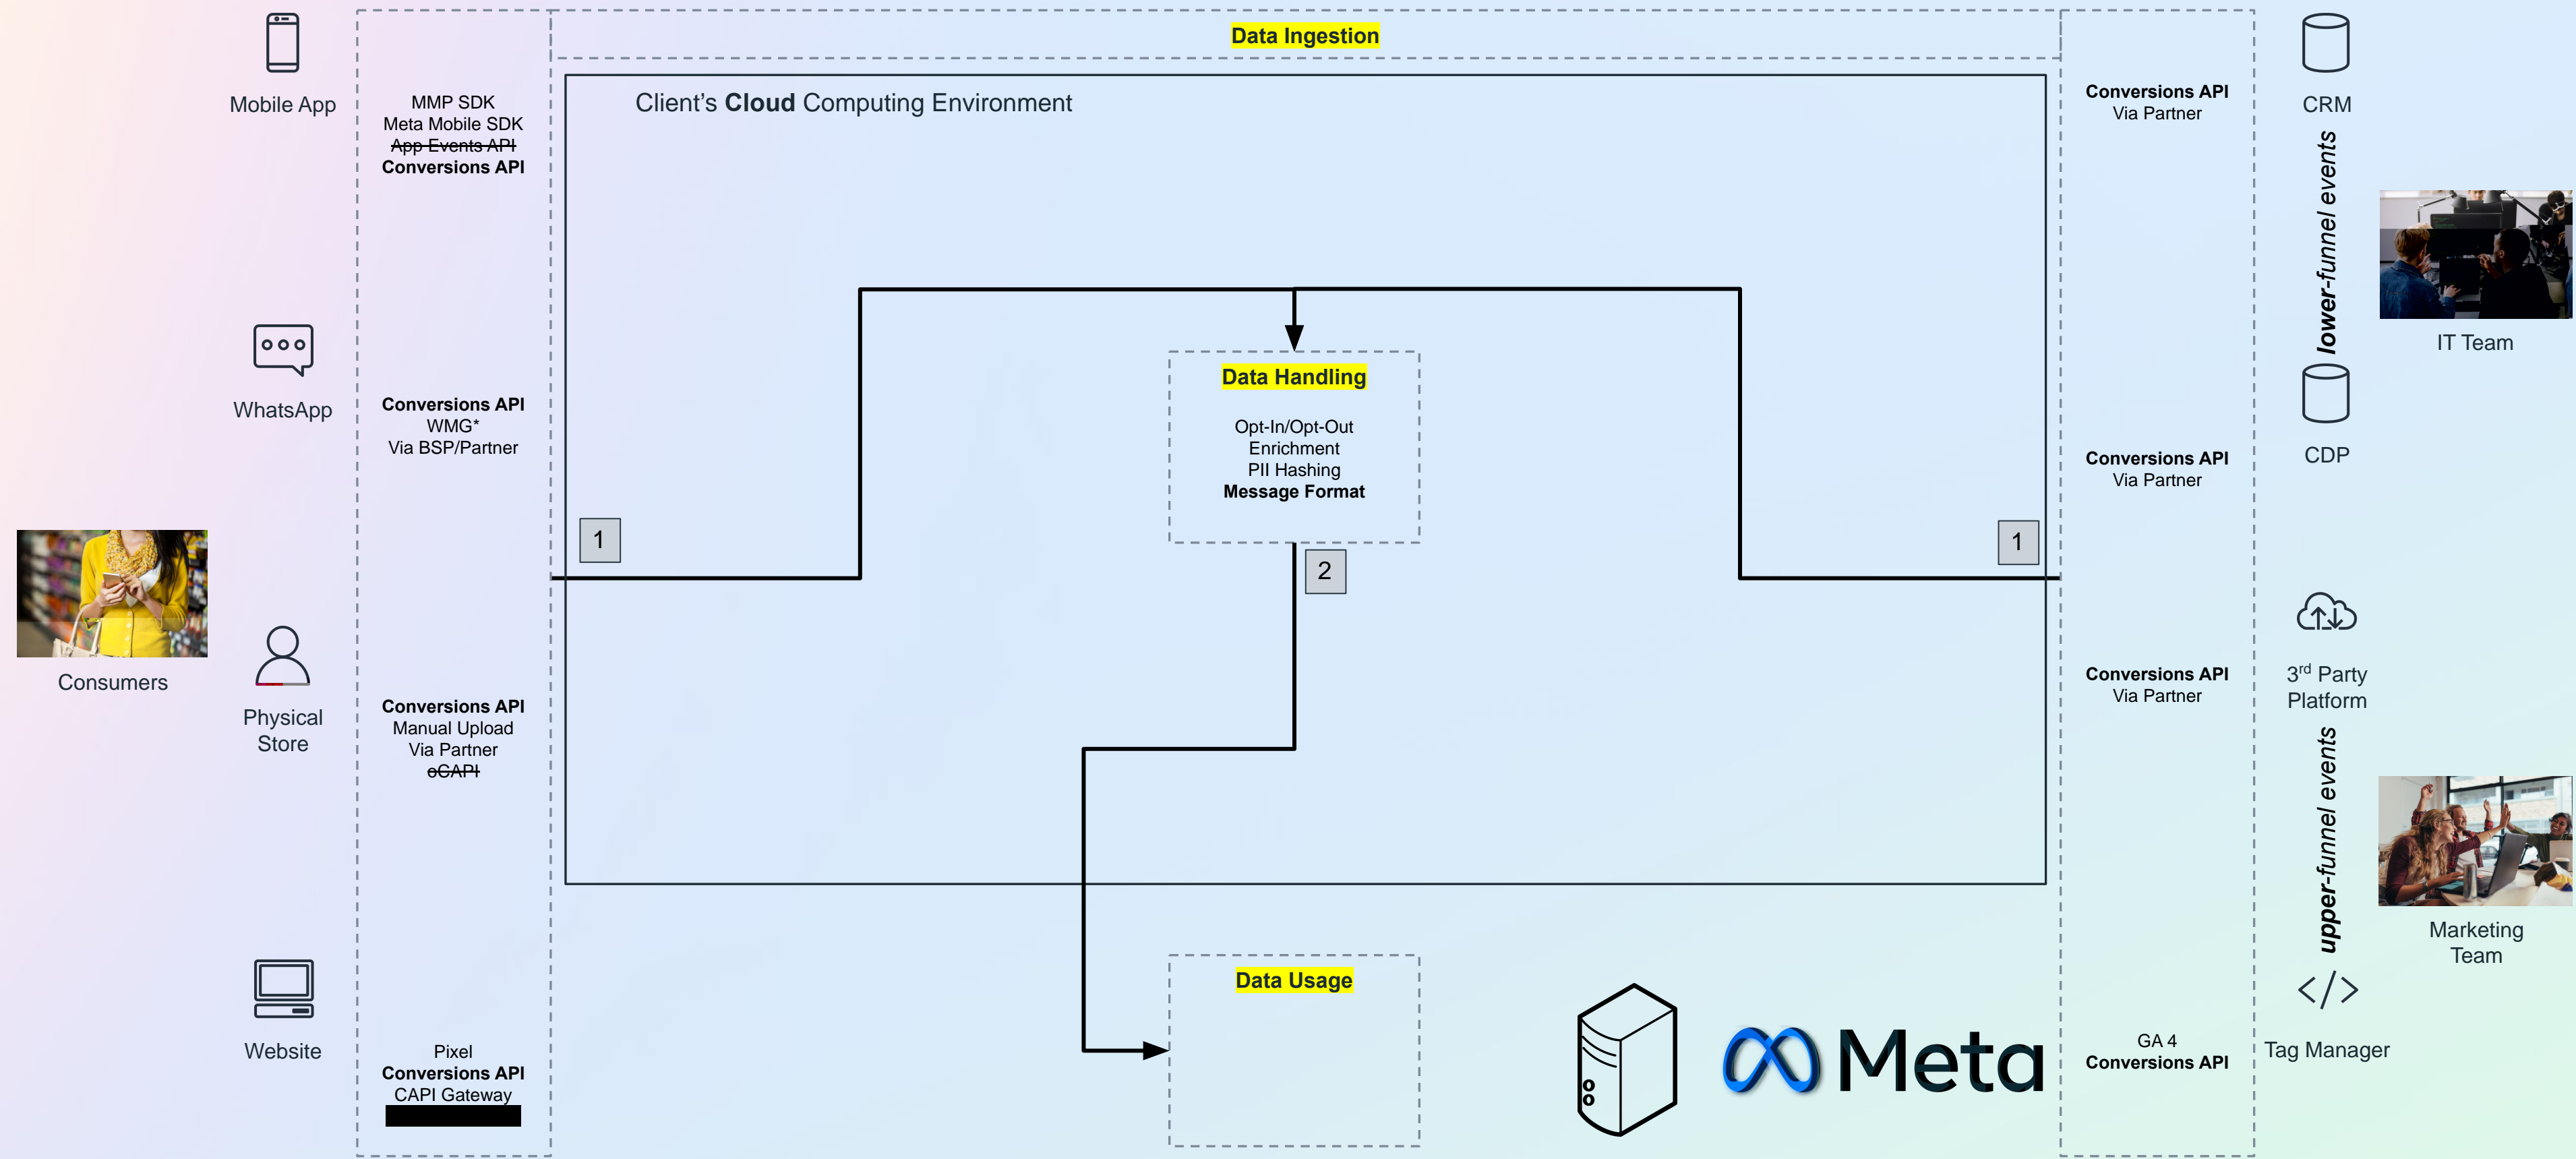 Data Ingestion
Client’s Cloud Computing Environment
Mobile App
MMP SDK
Meta Mobile SDK
App Events API
Conversions API
WhatsApp
Conversions API
WMG*
Via BSP/Partner
Consumers
Physical
Store
Conversions API
Manual Upload
Via Partner
oCAPI
Website
Pixel
Conversions API
CAPI Gateway
1
Data Handling
Opt-In/Opt-Out
Enrichment
PII Hashing
Message Format
2
1
Data Usage
Meta
Conversions API
Via Partner
CRM
lower-funnel events
IT Team
Conversions API
Via Partner
CDP
Conversions API
Via Partner
3rd Party
Platform
upper-funnel events
Marketing
Team
GA 4
Conversions API
Tag Manager